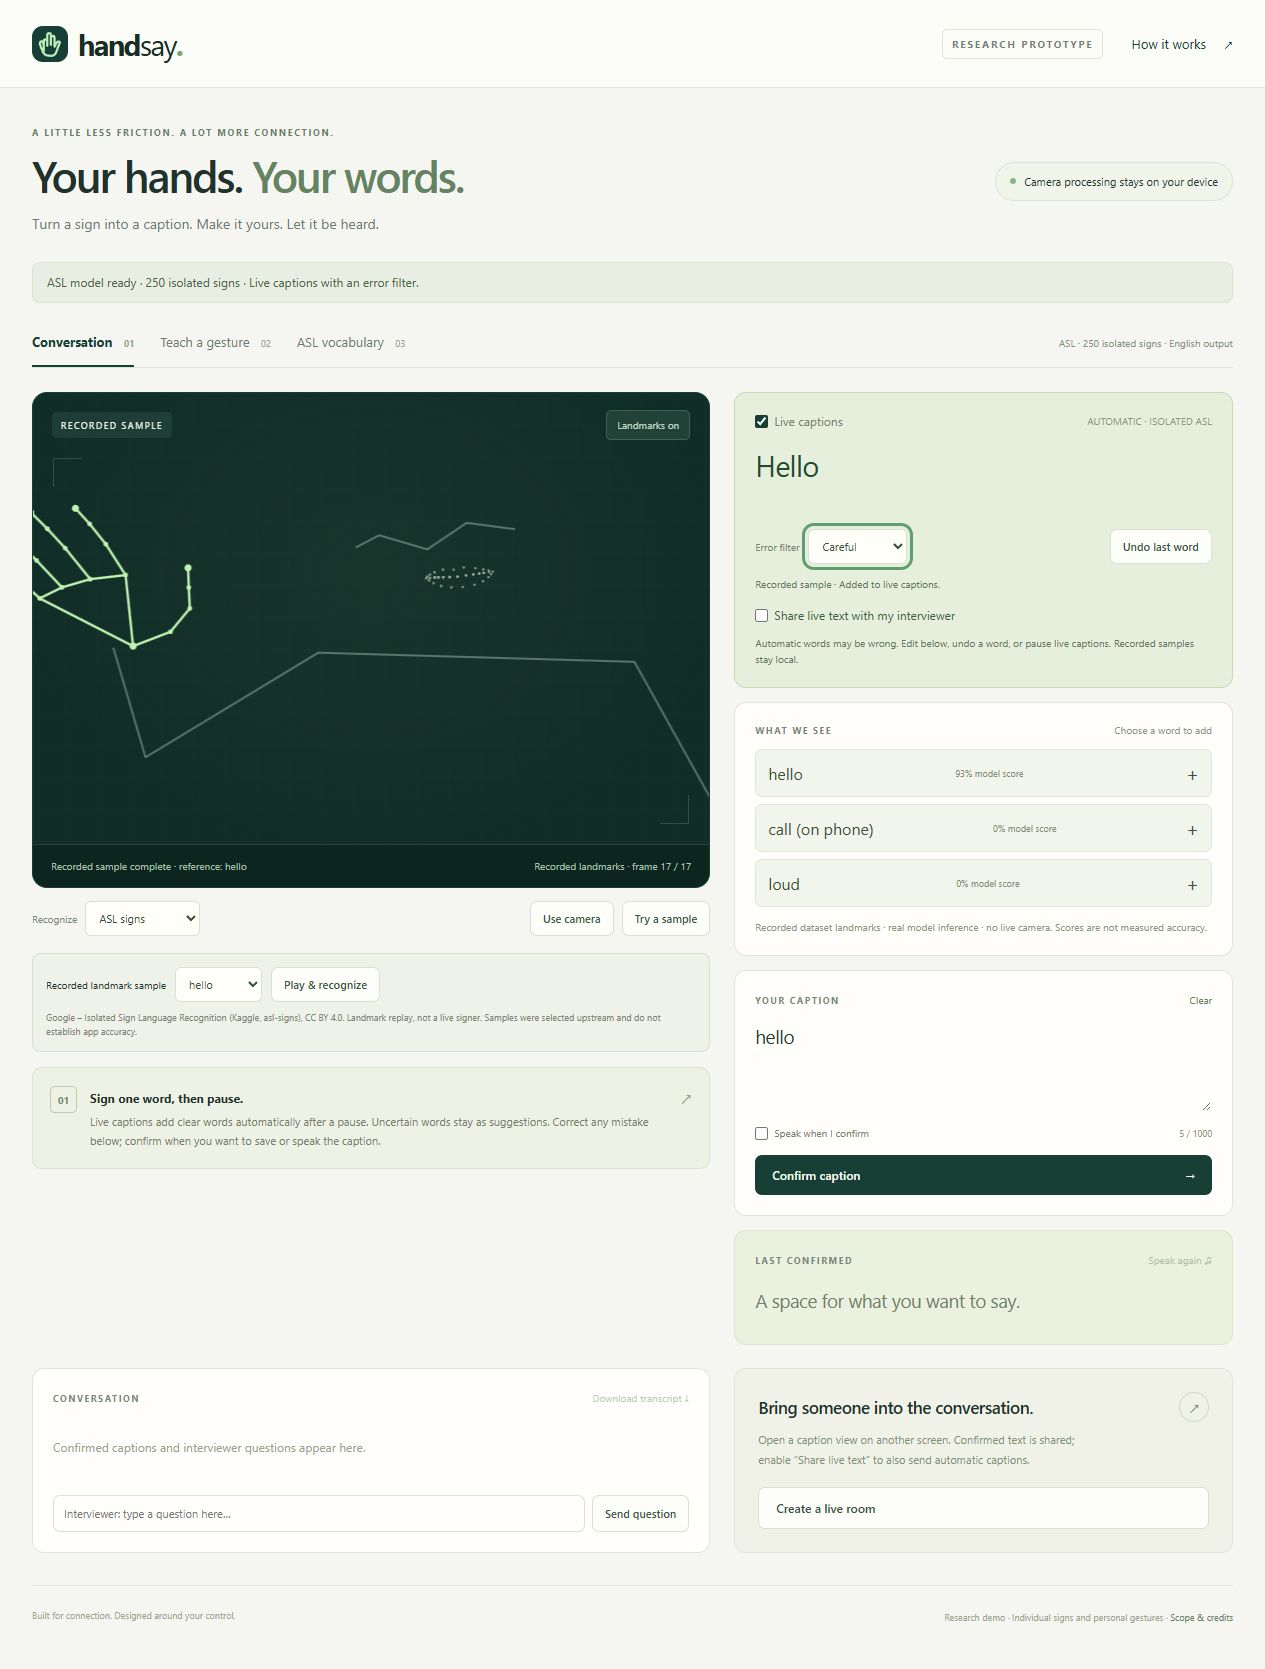 handsay.
RESEARCH PROTOTYPE
How it works ↗
A LITTLE LESS FRICTION. A LOT MORE CONNECTION.
Your hands. Your words.
Camera processing stays on your device
Turn a sign into a caption. Make it yours. Let it be heard.
ASL model ready · 250 isolated signs · Live captions with an error filter.
Conversation 01
Teach a gesture 02
ASL vocabulary 03
ASL · 250 isolated signs · English output
RECORDED SAMPLE
Landmarks on
Recorded sample complete · reference: hello
Recorded landmarks · frame 17 / 17
Recognize
ASL signs
Use camera
Try a sample
Recorded landmark sample
hello
Play & recognize
Google – Isolated Sign Language Recognition (Kaggle, asl-signs), CC BY 4.0. Landmark replay, not a live signer. Samples were selected upstream and do not
establish app accuracy.
01
Sign one word, then pause.
↗
Live captions add clear words automatically after a pause. Uncertain words stay as suggestions. Correct any mistake
below; confirm when you want to save or speak the caption.
Live captions
AUTOMATIC · ISOLATED ASL
Hello
Error filter
Careful
Undo last word
Recorded sample · Added to live captions.
Share live text with my interviewer
Automatic words may be wrong. Edit below, undo a word, or pause live captions. Recorded samples
stay local.
WHAT WE SEE
Choose a word to add
hello
93% model score
+
call (on phone)
0% model score
+
loud
0% model score
+
Recorded dataset landmarks · real model inference · no live camera. Scores are not measured accuracy.
YOUR CAPTION
Clear
hello
Speak when I confirm
5 / 1000
Confirm caption →
LAST CONFIRMED
Speak again ♫
A space for what you want to say.
CONVERSATION
Download transcript ↓
Confirmed captions and interviewer questions appear here.
Interviewer: type a question here...
Send question
Bring someone into the conversation.
↗
Open a caption view on another screen. Confirmed text is shared;
enable “Share live text” to also send automatic captions.
Create a live room
Built for connection. Designed around your control.
Research demo · Individual signs and personal gestures · Scope & credits